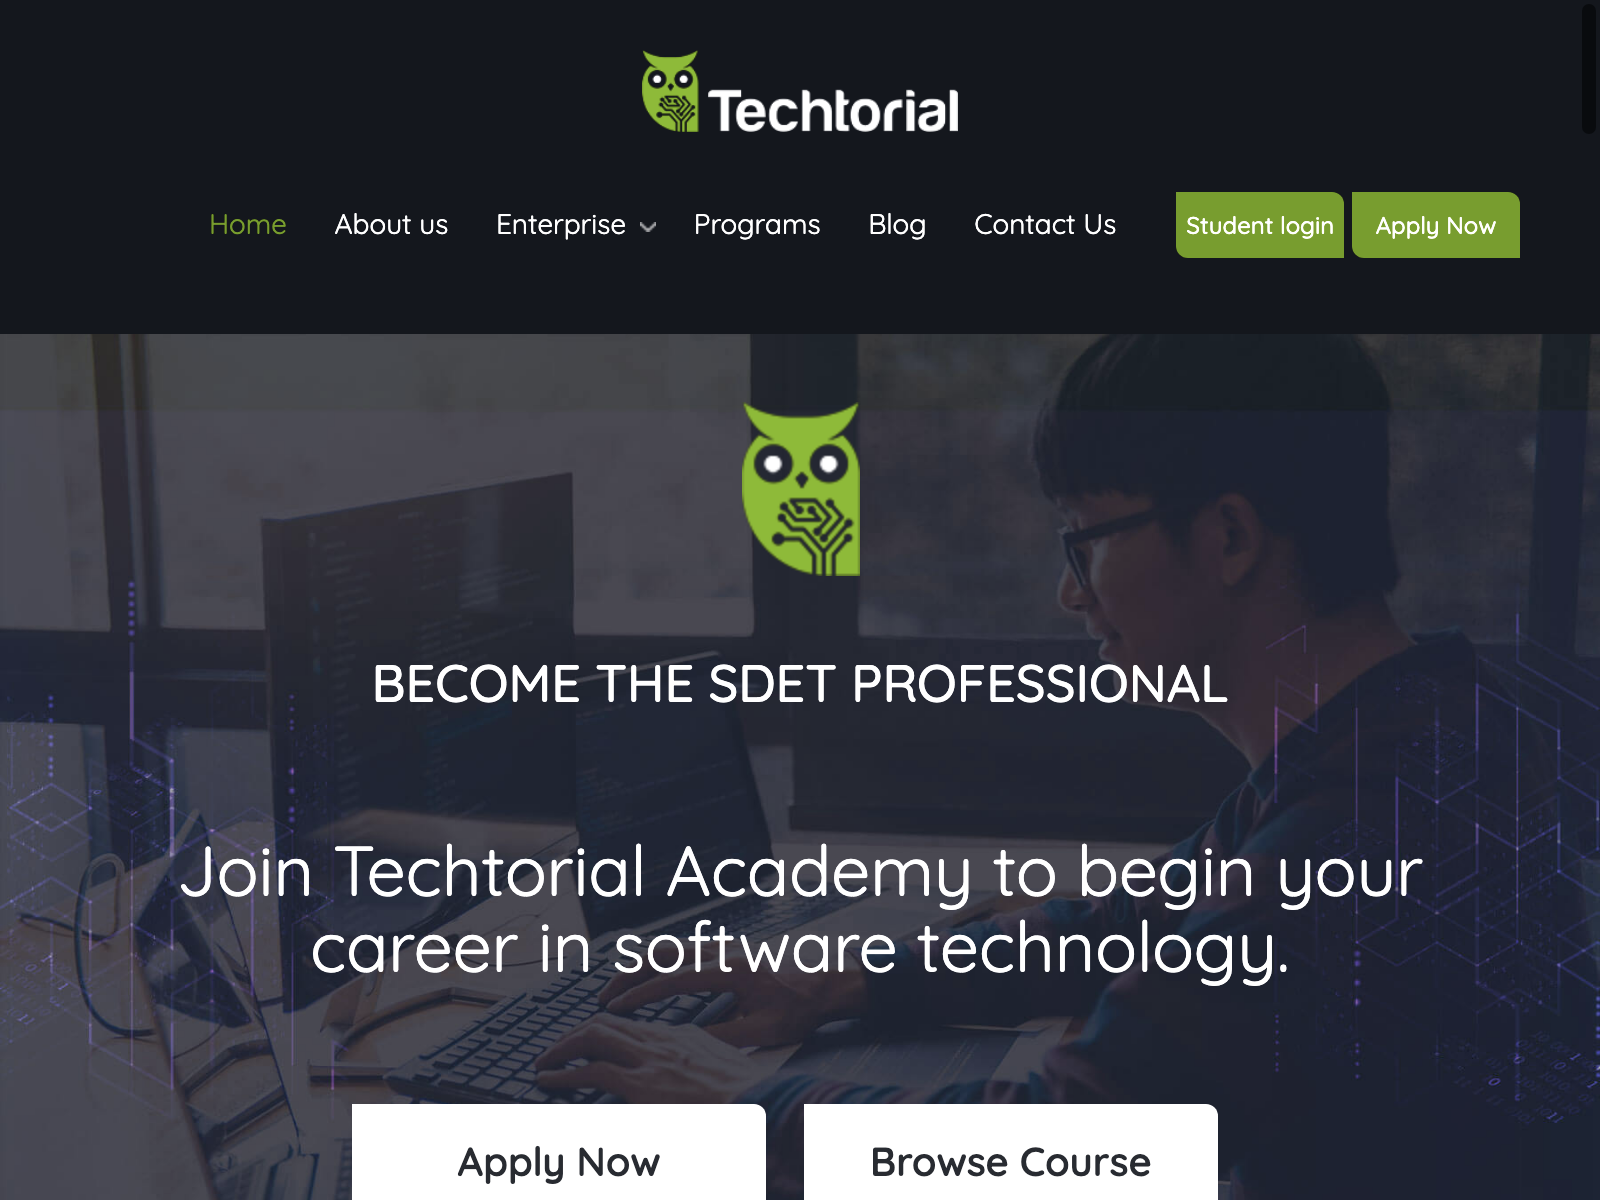 Techtorial
Home About us Enterprise Programs Blog Contact Us Student login Apply Now
BECOME THE SDET PROFESSIONAL
Join Techtorial Academy to begin your
career in software technology.
Apply Now Browse Course